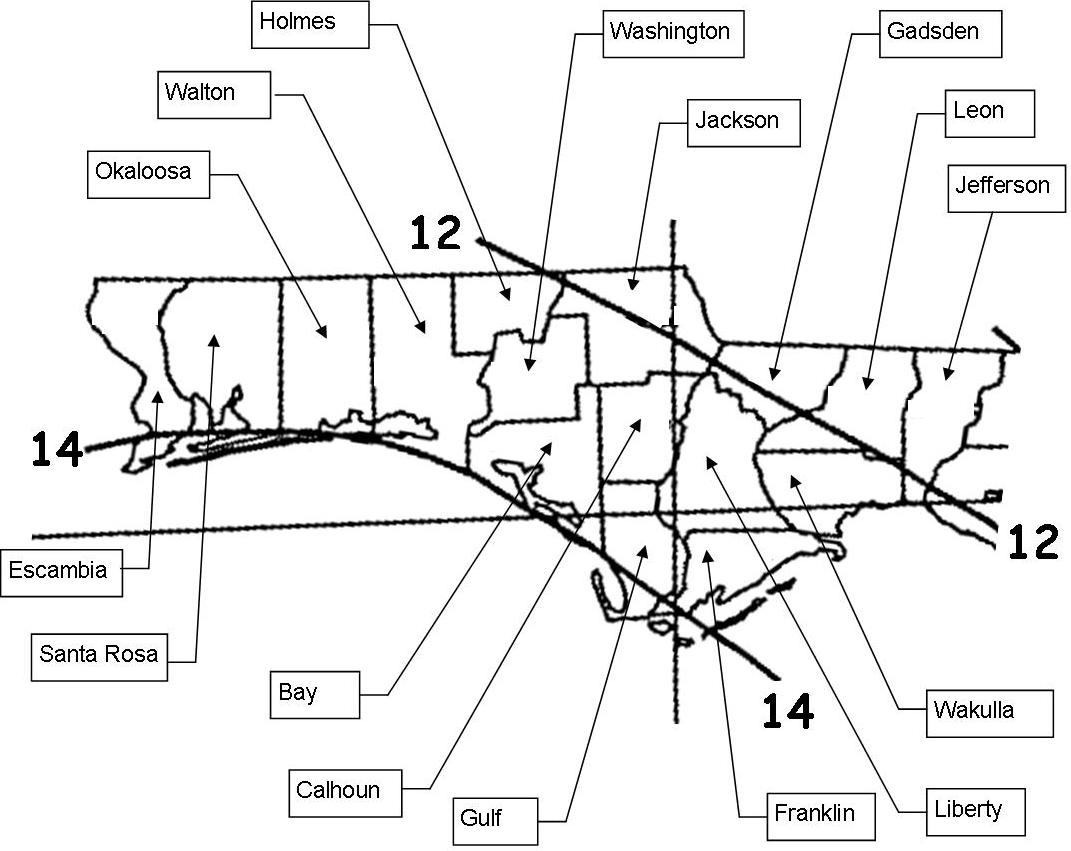 Holmes
Washington
Gadsden
Walton
Jackson
Leon
Okaloosa
Jefferson
12
14
12
Escambia
Santa Rosa
Bay
14
Wakulla
Calhoun
Gulf
Franklin
Liberty